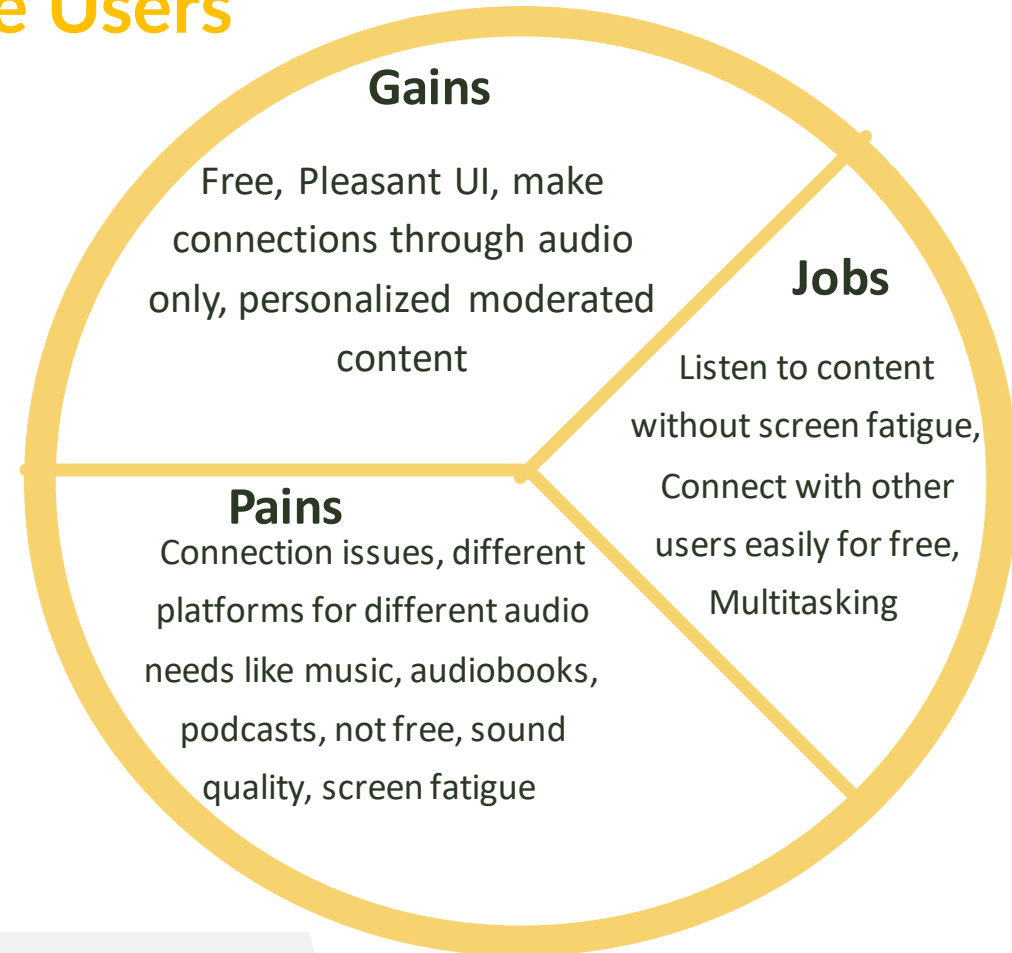 e Users
Gains
Free, Pleasant UI, make
connections through audio
only, personalized moderated
content
Jobs
Listen to content
without screen fatigue,
Connect with other
users easily for free,
Multitasking
Pains
Connection issues, different
platforms for different audio
needs like music, audiobooks,
podcasts, not free, sound
quality, screen fatigue